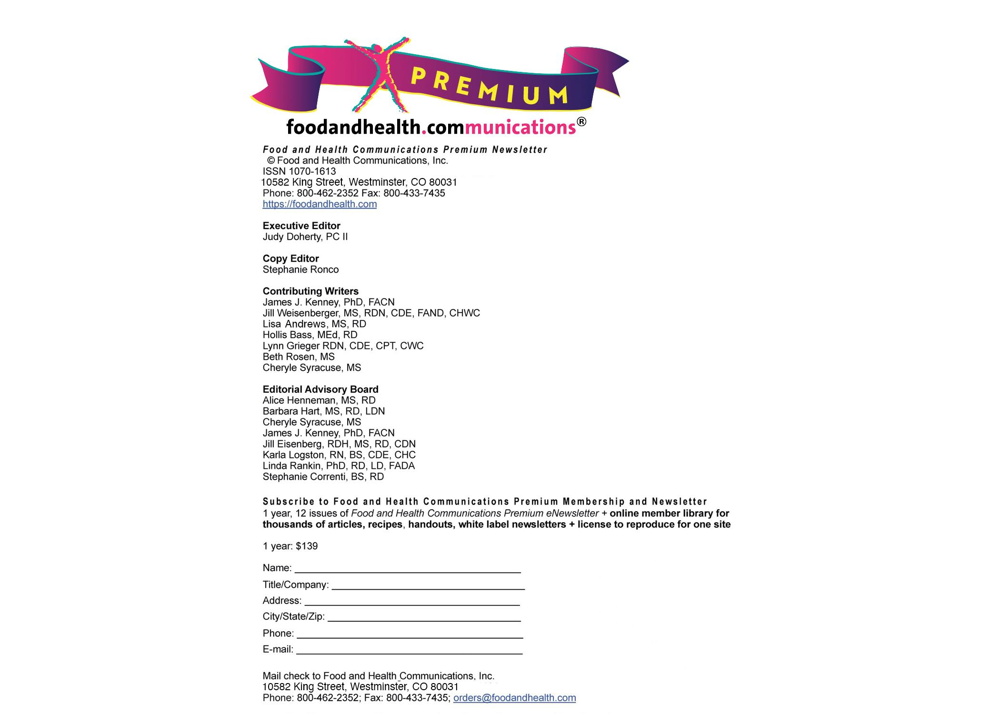 PREMIUM
foodandhealth.communications®
Food and Health Communications Premium Newsletter
© Food and Health Communications, Inc.
ISSN 1070-1613
10582 King Street, Westminster, CO 80031
Phone: 800-462-2352 Fax: 800-433-7435
https://foodandhealth.com
Executive Editor
Judy Doherty, PC II
Copy Editor
Stephanie Ronco
Contributing Writers
James J. Kenney, PhD, FACN
Jill Weisenberger, MS, RDN, CDE, FAND, CHWC
Lisa Andrews, MS, RD
Hollis Bass, MEd, RD
Lynn Grieger RDN, CDE, CPT, CWC
Beth Rosen, MS
Cheryle Syracuse, MS
Editorial Advisory Board
Alice Henneman, MS, RD
Barbara Hart, MS, RD, LDN
Cheryle Syracuse, MS
James J. Kenney, PhD, FACN
Jill Eisenberg, RDH, MS, RD, CDN
Karla Logston, RN, BS, CDE, CHC
Linda Rankin, PhD, RD, LD, FADA
Stephanie Correnti, BS, RD
Subscribe to Food and Health Communications Premium Membership and Newsletter
1 year, 12 issues of Food and Health Communications Premium eNewsletter + online member library for
thousands of articles, recipes, handouts, white label newsletters + license to reproduce for one site
1 year: $139
Name:
Title/Company:
Address:
City/State/Zip:
Phone:
E-mail:
Mail check to Food and Health Communications, Inc.
10582 King Street, Westminster, CO 80031
Phone: 800-462-2352; Fax: 800-433-7435; orders@foodandhealth.com